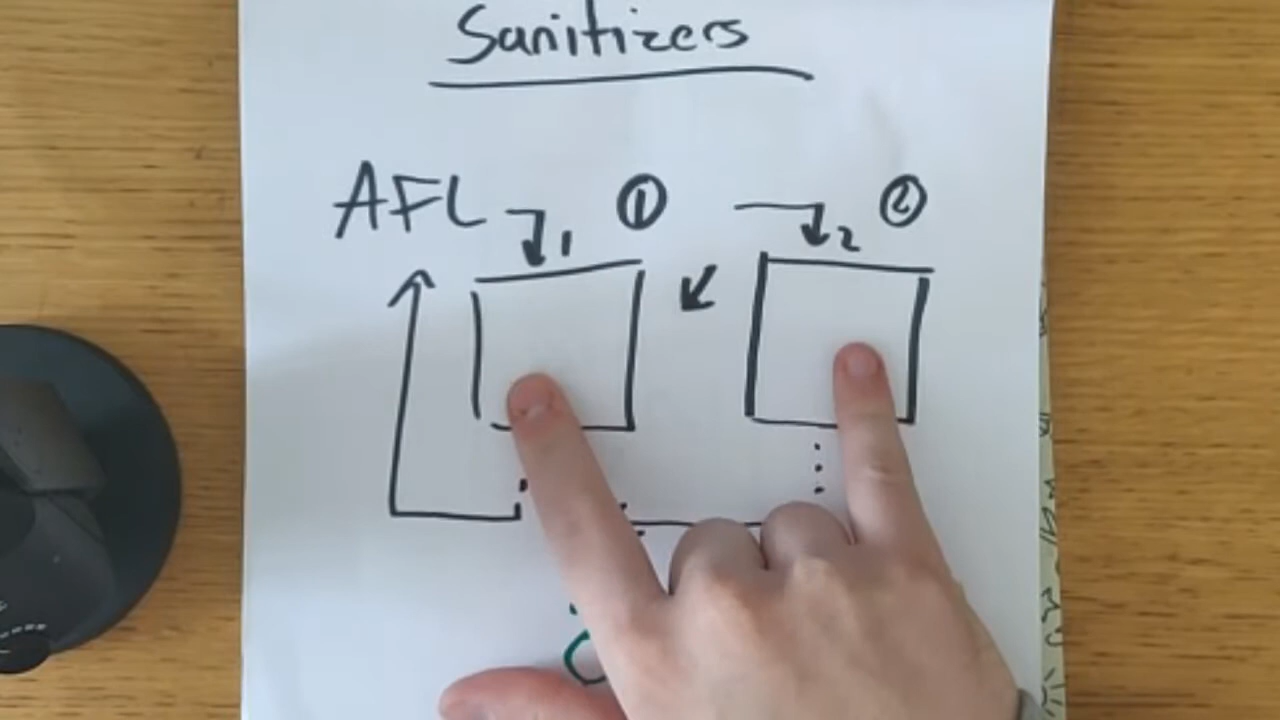 Sanitizers
AFL 1 ① 2 ②